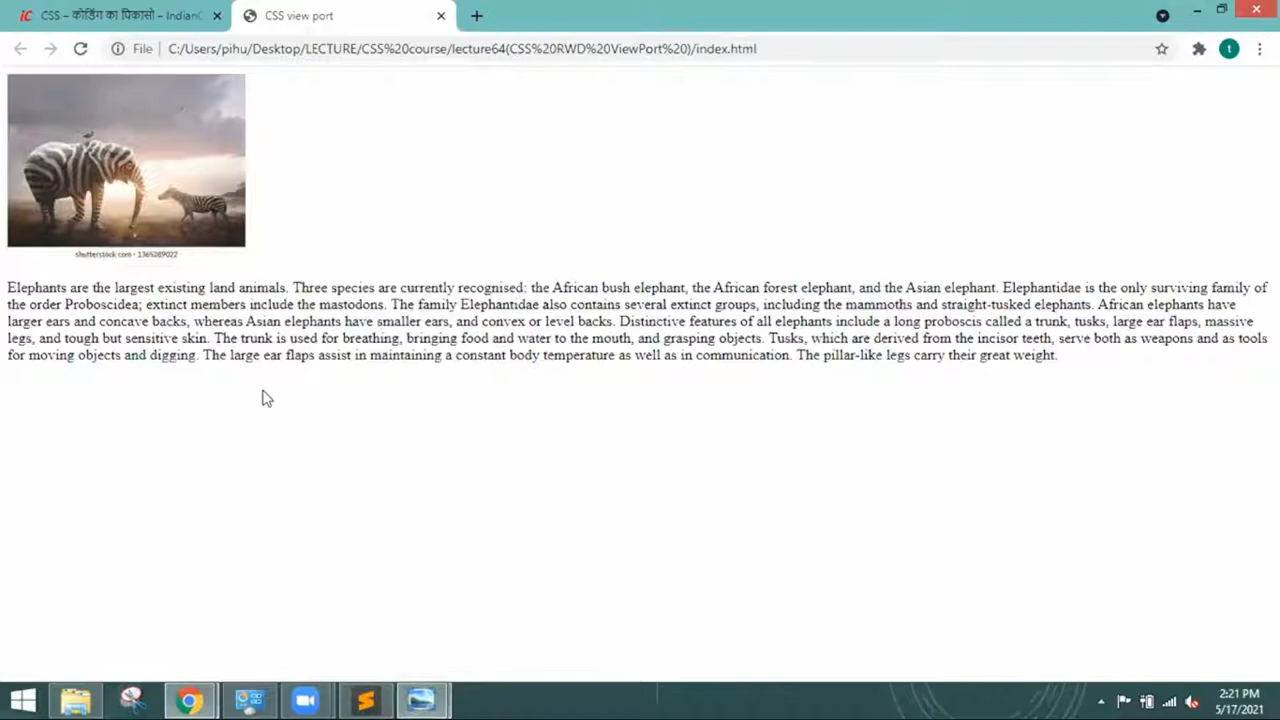 iC CSS – कोडिंग का पिकासो – Indian
CSS view port
File
C:/Users/pihu/Desktop/LECTURE/CSS%20course/lecture64(CSS%20RWD%20ViewPort%20)/index.html
t
shutterstock.com · 1365289022
Elephants are the largest existing land animals. Three species are currently recognised: the African bush elephant, the African forest elephant, and the Asian elephant. Elephantidae is the only surviving family of
the order Proboscidea; extinct members include the mastodons. The family Elephantidae also contains several extinct groups, including the mammoths and straight-tusked elephants. African elephants have
larger ears and concave backs, whereas Asian elephants have smaller ears, and convex or level backs. Distinctive features of all elephants include a long proboscis called a trunk, tusks, large ear flaps, massive
legs, and tough but sensitive skin. The trunk is used for breathing, bringing food and water to the mouth, and grasping objects. Tusks, which are derived from the incisor teeth, serve both as weapons and as tools
for moving objects and digging. The large ear flaps assist in maintaining a constant body temperature as well as in communication. The pillar-like legs carry their great weight.
2:21 PM
5/17/2021